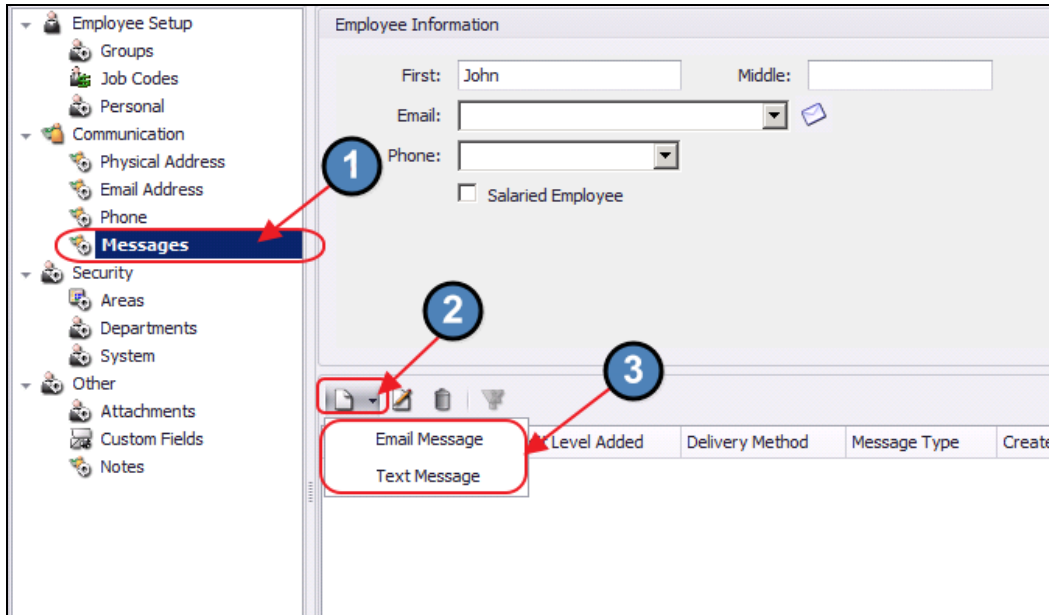 Employee Setup
Groups
Job Codes
Personal
Communication
Physical Address
Email Address
Phone
Messages
Security
Areas
Departments
System
Other
Attachments
Custom Fields
Notes
Employee Information
First: John Middle:
Email:
Phone:
Salaried Employee
1
2
3
Level Added Delivery Method Message Type Create
Email Message
Text Message